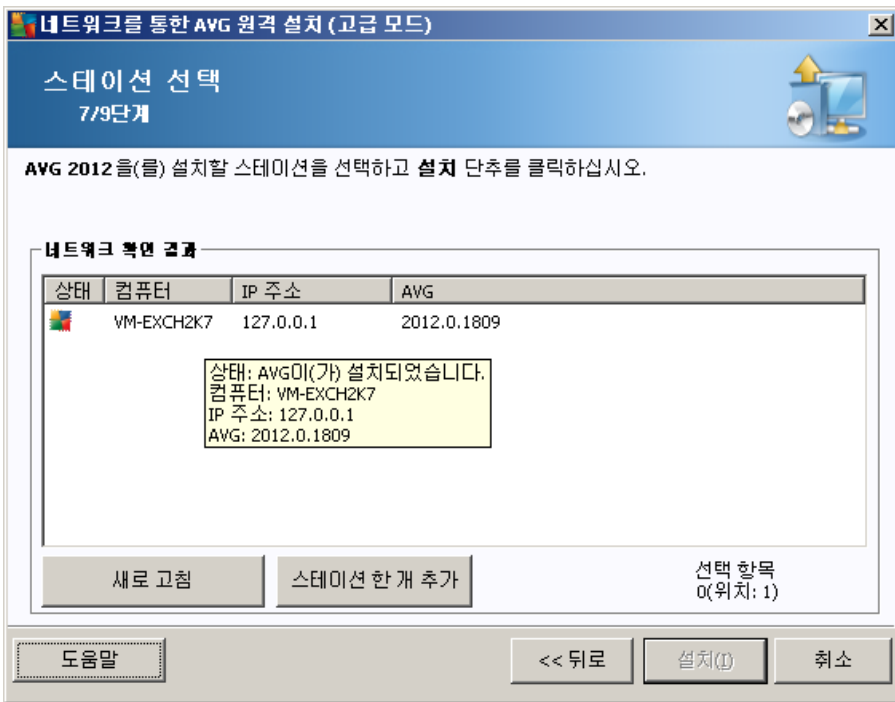 네트워크를 통한 AVG 원격 설치 (고급 모드)
스테이션 선택
7/9단계
AVG 2012을(를) 설치할 스테이션을 선택하고 설치 단추를 클릭하십시오.
네트워크 확인 결과
상태 컴퓨터 IP 주소 AVG
VM-EXCH2K7 127.0.0.1 2012.0.1809
상태: AVG이(가) 설치되었습니다.
컴퓨터: VM-EXCH2K7
IP 주소: 127.0.0.1
AVG: 2012.0.1809
새로 고침 스테이션 한 개 추가 선택 항목
0(위치: 1)
도움말 << 뒤로 설치(I) 취소